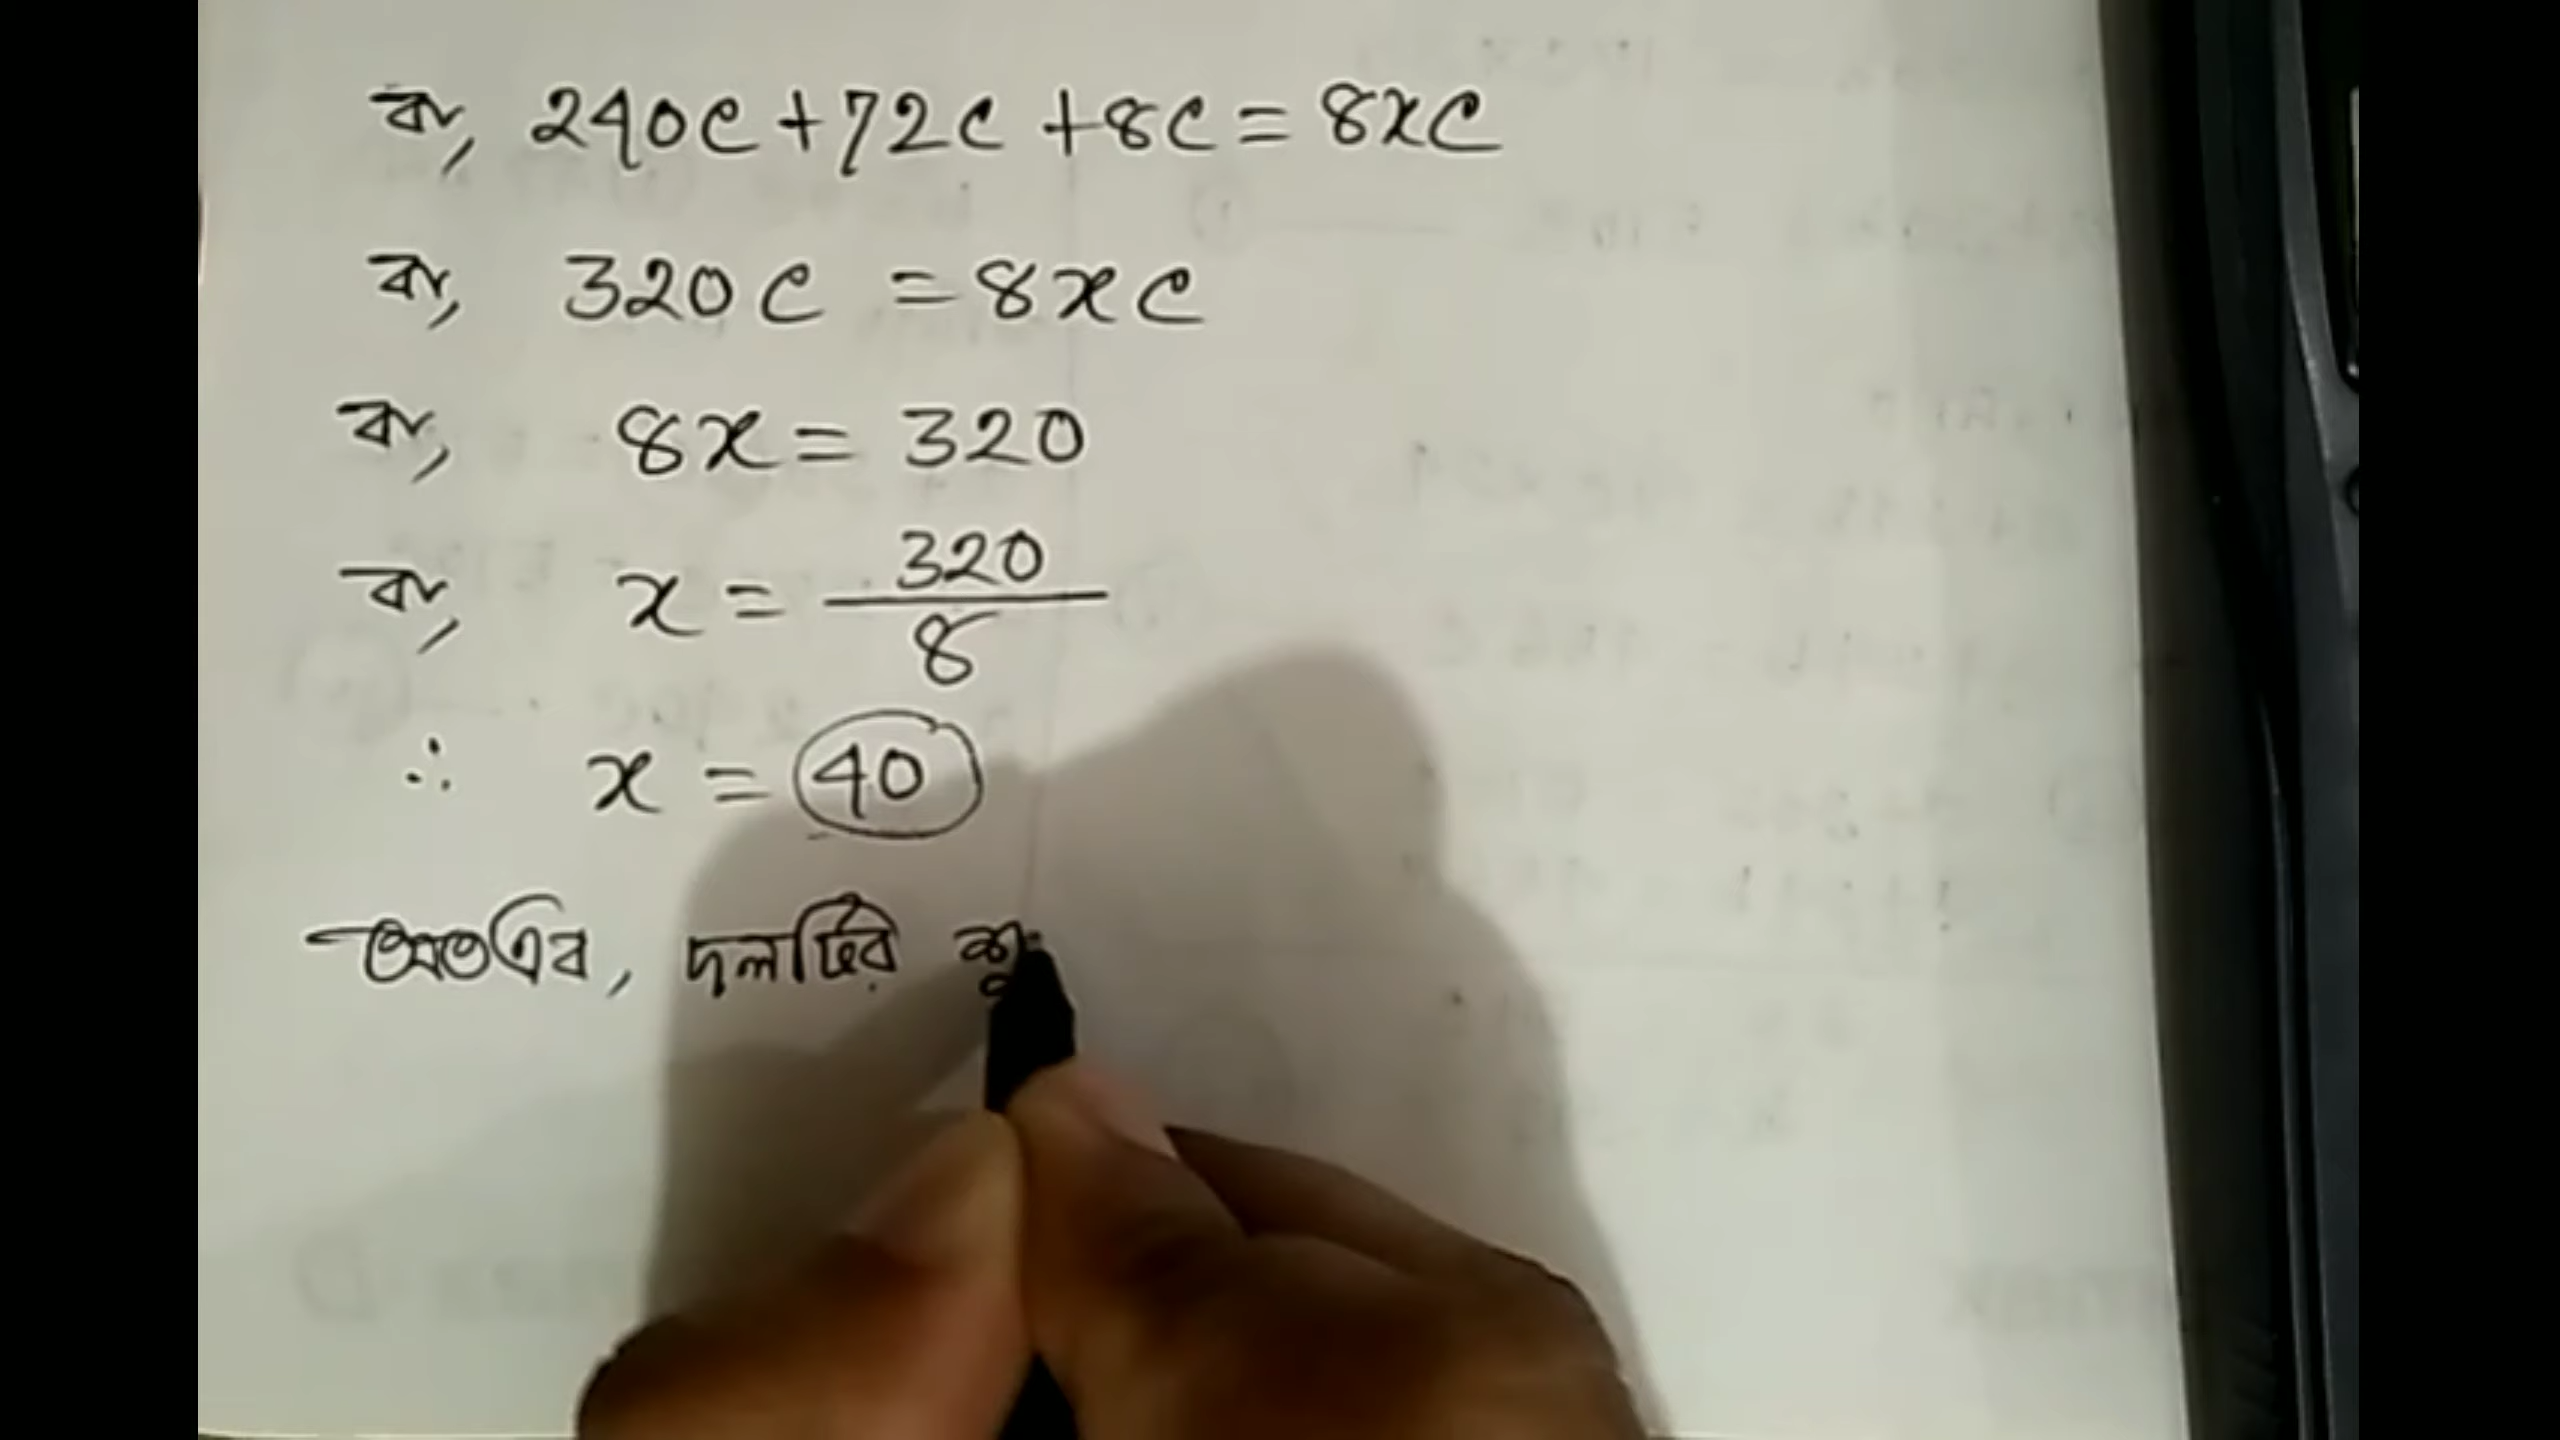 বা, 240c + 72c + 8c = 8xc
বা, 320c = 8xc
বা, 8x = 320
বা, x = 320/8
∴ x = 40
অতএব, দলটির